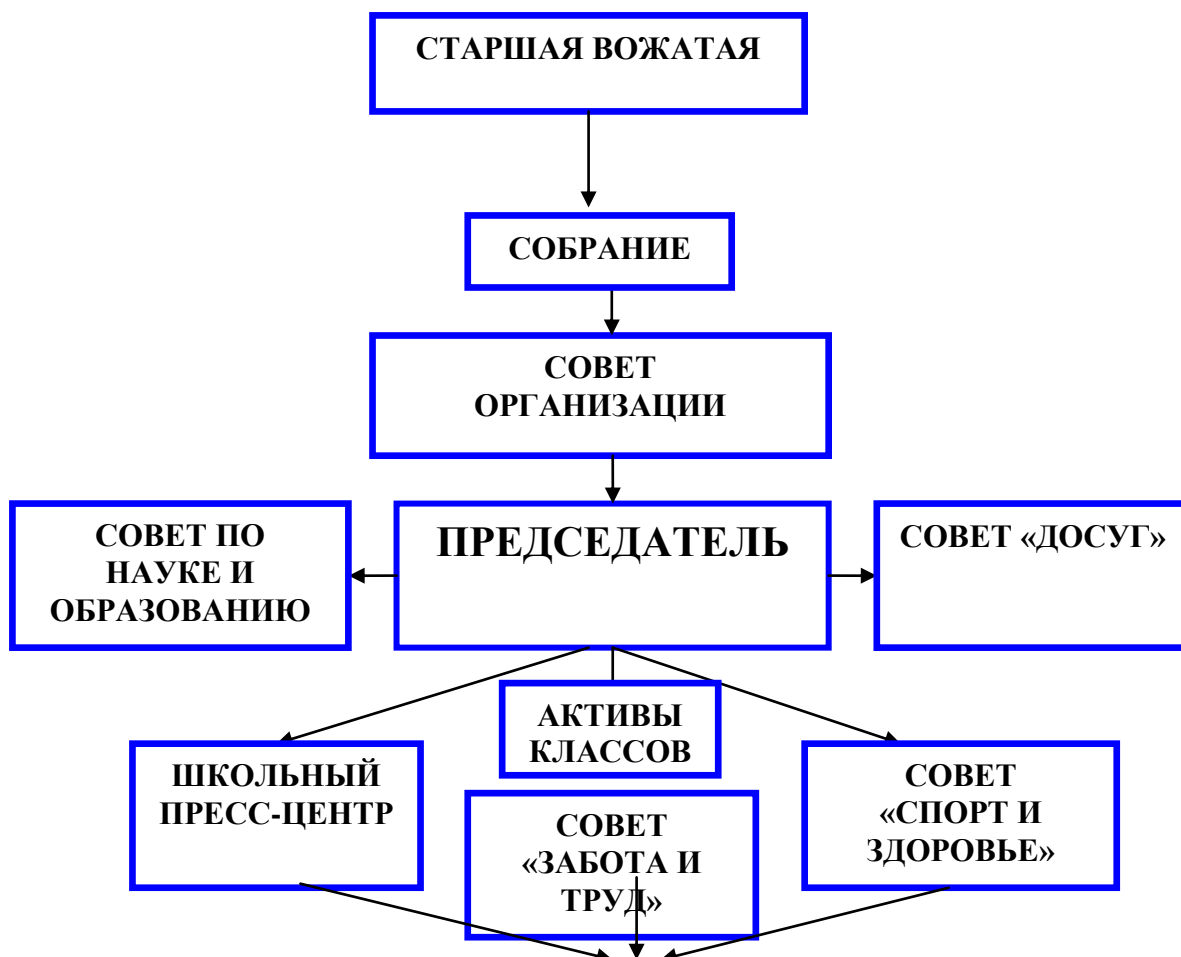 СТАРШАЯ ВОЖАТАЯ
СОБРАНИЕ
СОВЕТ
ОРГАНИЗАЦИИ
СОВЕТ ПО
НАУКЕ И
ОБРАЗОВАНИЮ
ПРЕДСЕДАТЕЛЬ
СОВЕТ «ДОСУГ»
АКТИВЫ
КЛАССОВ
ШКОЛЬНЫЙ
ПРЕСС-ЦЕНТР
СОВЕТ
«ЗАБОТА И
ТРУД»
СОВЕТ
«СПОРТ И
ЗДОРОВЬЕ»